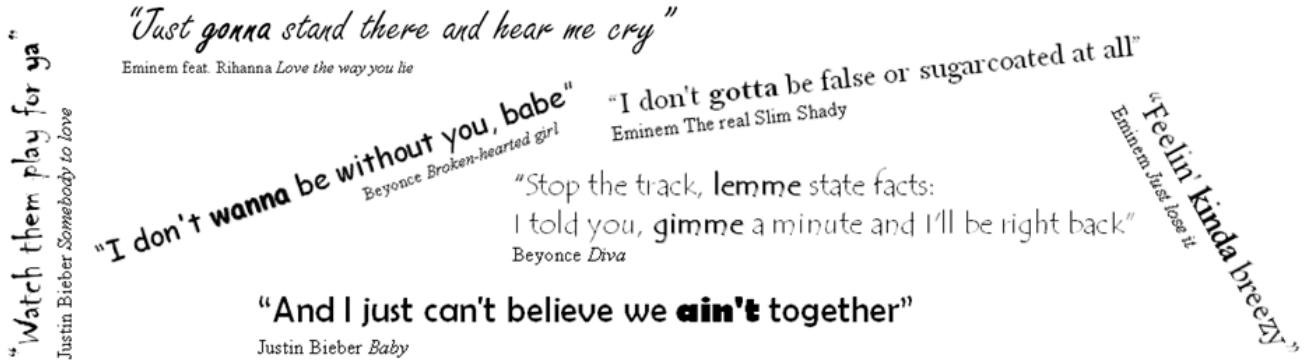 "Watch them play for ya"
Justin Bieber Somebody to love
"Just gonna stand there and hear me cry"
Eminem feat. Rihanna Love the way you lie
"I don't wanna be without you, babe"
Beyonce Broken-hearted girl
"I don't gotta be false or sugarcoated at all"
Eminem The real Slim Shady
"Feelin' kinda breezy"
Eminem Just lose it
"Stop the track, lemme state facts:
I told you, gimme a minute and I'll be right back"
Beyonce Diva
"And I just can't believe we ain't together"
Justin Bieber Baby